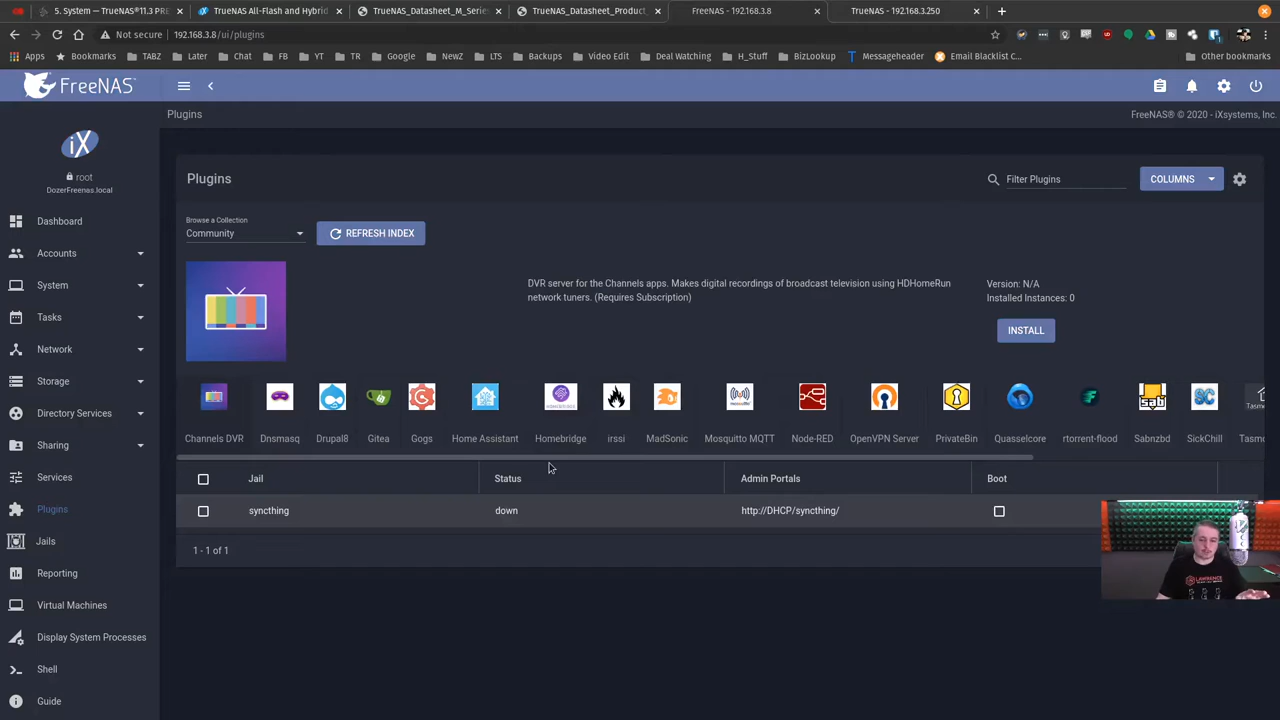 5. System — TrueNAS®11.3 PRE
TrueNAS All-Flash and Hybrid
TrueNAS_Datasheet_M_Series
TrueNAS_Datasheet_Product_
FreeNAS - 192.168.3.8
TrueNAS - 192.168.3.250
Not secure
192.168.3.8/ui/plugins
Apps
Bookmarks
TABZ
Later
Chat
FB
YT
TR
Google
NewZ
LTS
Backups
Video Edit
Deal Watching
H_Stuff
BizLookup
Messageheader
Email Blacklist C...
Other bookmarks
FreeNAS®
Plugins
FreeNAS® © 2020 - iXsystems, Inc.
iX
root
DozerFreenas.local
Dashboard
Accounts
System
Tasks
Network
Storage
Directory Services
Sharing
Services
Plugins
Jails
Reporting
Virtual Machines
Display System Processes
Shell
Guide
Plugins
Filter Plugins
COLUMNS
Browse a Collection
Community
REFRESH INDEX
DVR server for the Channels apps. Makes digital recordings of broadcast television using HDHomeRun
network tuners. (Requires Subscription)
Version: N/A
Installed Instances: 0
INSTALL
Channels DVR
Dnsmasq
Drupal8
Gitea
Gogs
Home Assistant
Homebridge
irssi
MadSonic
Mosquitto MQTT
Node-RED
OpenVPN Server
PrivateBin
Quasselcore
rtorrent-flood
Sabnzbd
SickChill
Tasmo
Jail
Status
Admin Portals
Boot
syncthing
down
http://DHCP/syncthing/
1 - 1 of 1
LAWRENCE